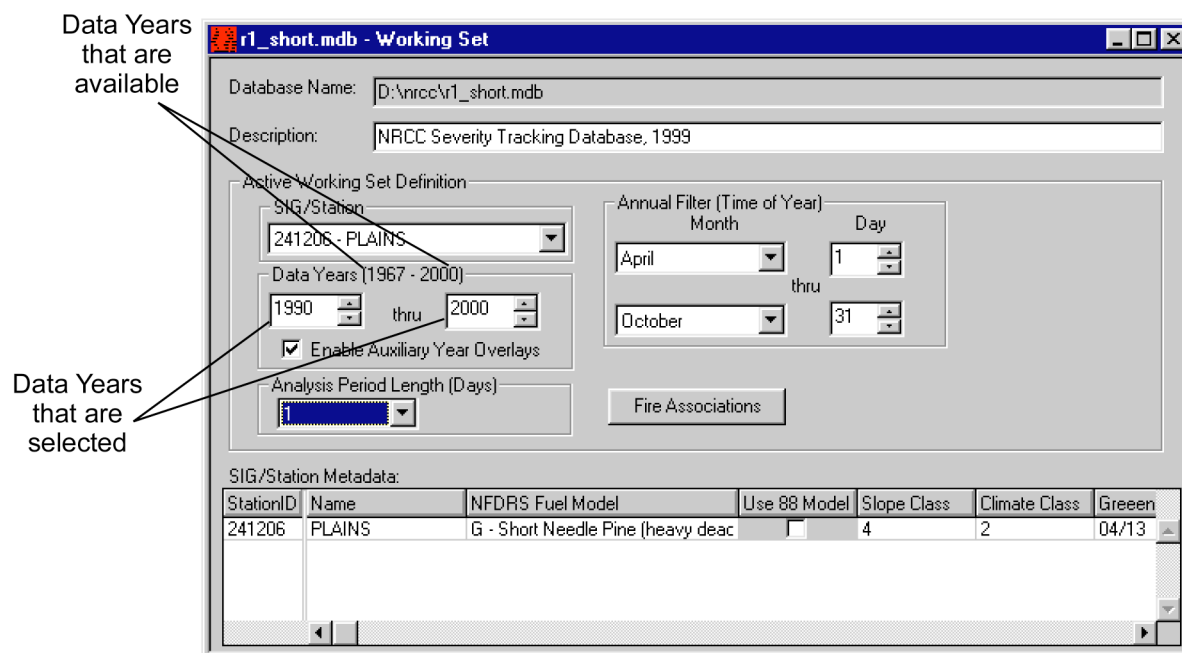 Data Years
that are
available
r1_short.mdb - Working Set
Database Name: D:\nrcc\r1_short.mdb
Description: NRCC Severity Tracking Database, 1999
Active Working Set Definition
SIG/Station
241206 - PLAINS
Annual Filter (Time of Year)
Month Day
April 1
thru
October 31
Data Years (1967 - 2000)
1990 thru 2000
Enable Auxiliary Year Overlays
Data Years
that are
selected
Analysis Period Length (Days)
1
Fire Associations
SIG/Station Metadata:
StationID Name NFDRS Fuel Model Use 88 Model Slope Class Climate Class Greeen
241206 PLAINS G - Short Needle Pine (heavy deac 4 2 04/13